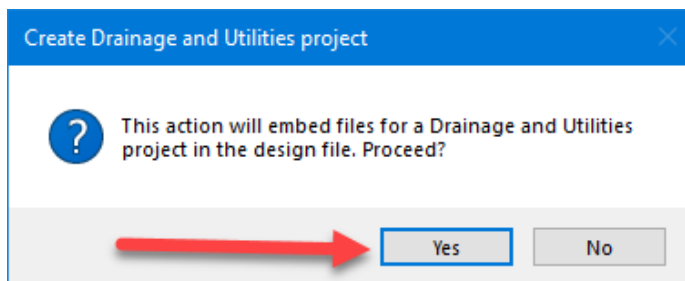 Create Drainage and Utilities project
?
This action will embed files for a Drainage and Utilities
project in the design file. Proceed?
Yes No